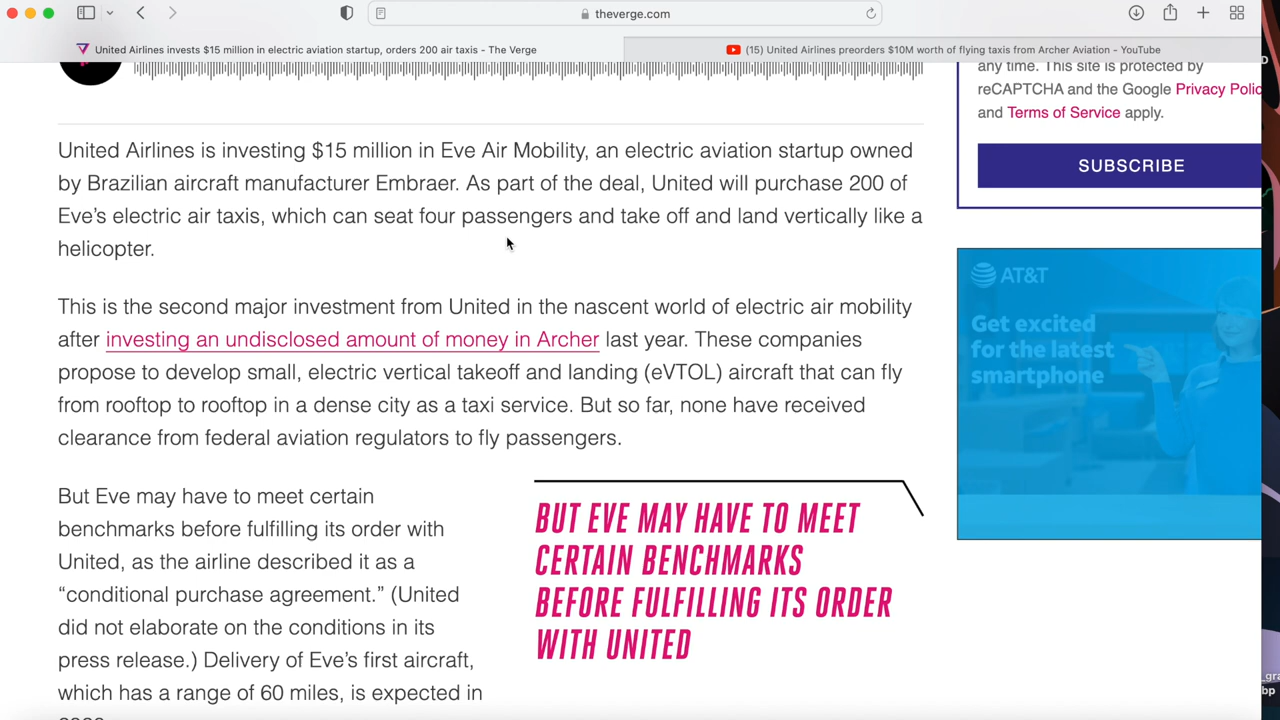 theverge.com
United Airlines invests $15 million in electric aviation startup, orders 200 air taxis - The Verge
(15) United Airlines preorders $10M worth of flying taxis from Archer Aviation - YouTube
any time. This site is protected by
reCAPTCHA and the Google Privacy Polic
and Terms of Service apply.
SUBSCRIBE
United Airlines is investing $15 million in Eve Air Mobility, an electric aviation startup owned
by Brazilian aircraft manufacturer Embraer. As part of the deal, United will purchase 200 of
Eve’s electric air taxis, which can seat four passengers and take off and land vertically like a
helicopter.
This is the second major investment from United in the nascent world of electric air mobility
after investing an undisclosed amount of money in Archer last year. These companies
propose to develop small, electric vertical takeoff and landing (eVTOL) aircraft that can fly
from rooftop to rooftop in a dense city as a taxi service. But so far, none have received
clearance from federal aviation regulators to fly passengers.
But Eve may have to meet certain
benchmarks before fulfilling its order with
United, as the airline described it as a
“conditional purchase agreement.” (United
did not elaborate on the conditions in its
press release.) Delivery of Eve’s first aircraft,
which has a range of 60 miles, is expected in
BUT EVE MAY HAVE TO MEET
CERTAIN BENCHMARKS
BEFORE FULFILLING ITS ORDER
WITH UNITED
AT&T
Get excited
for the latest
smartphone